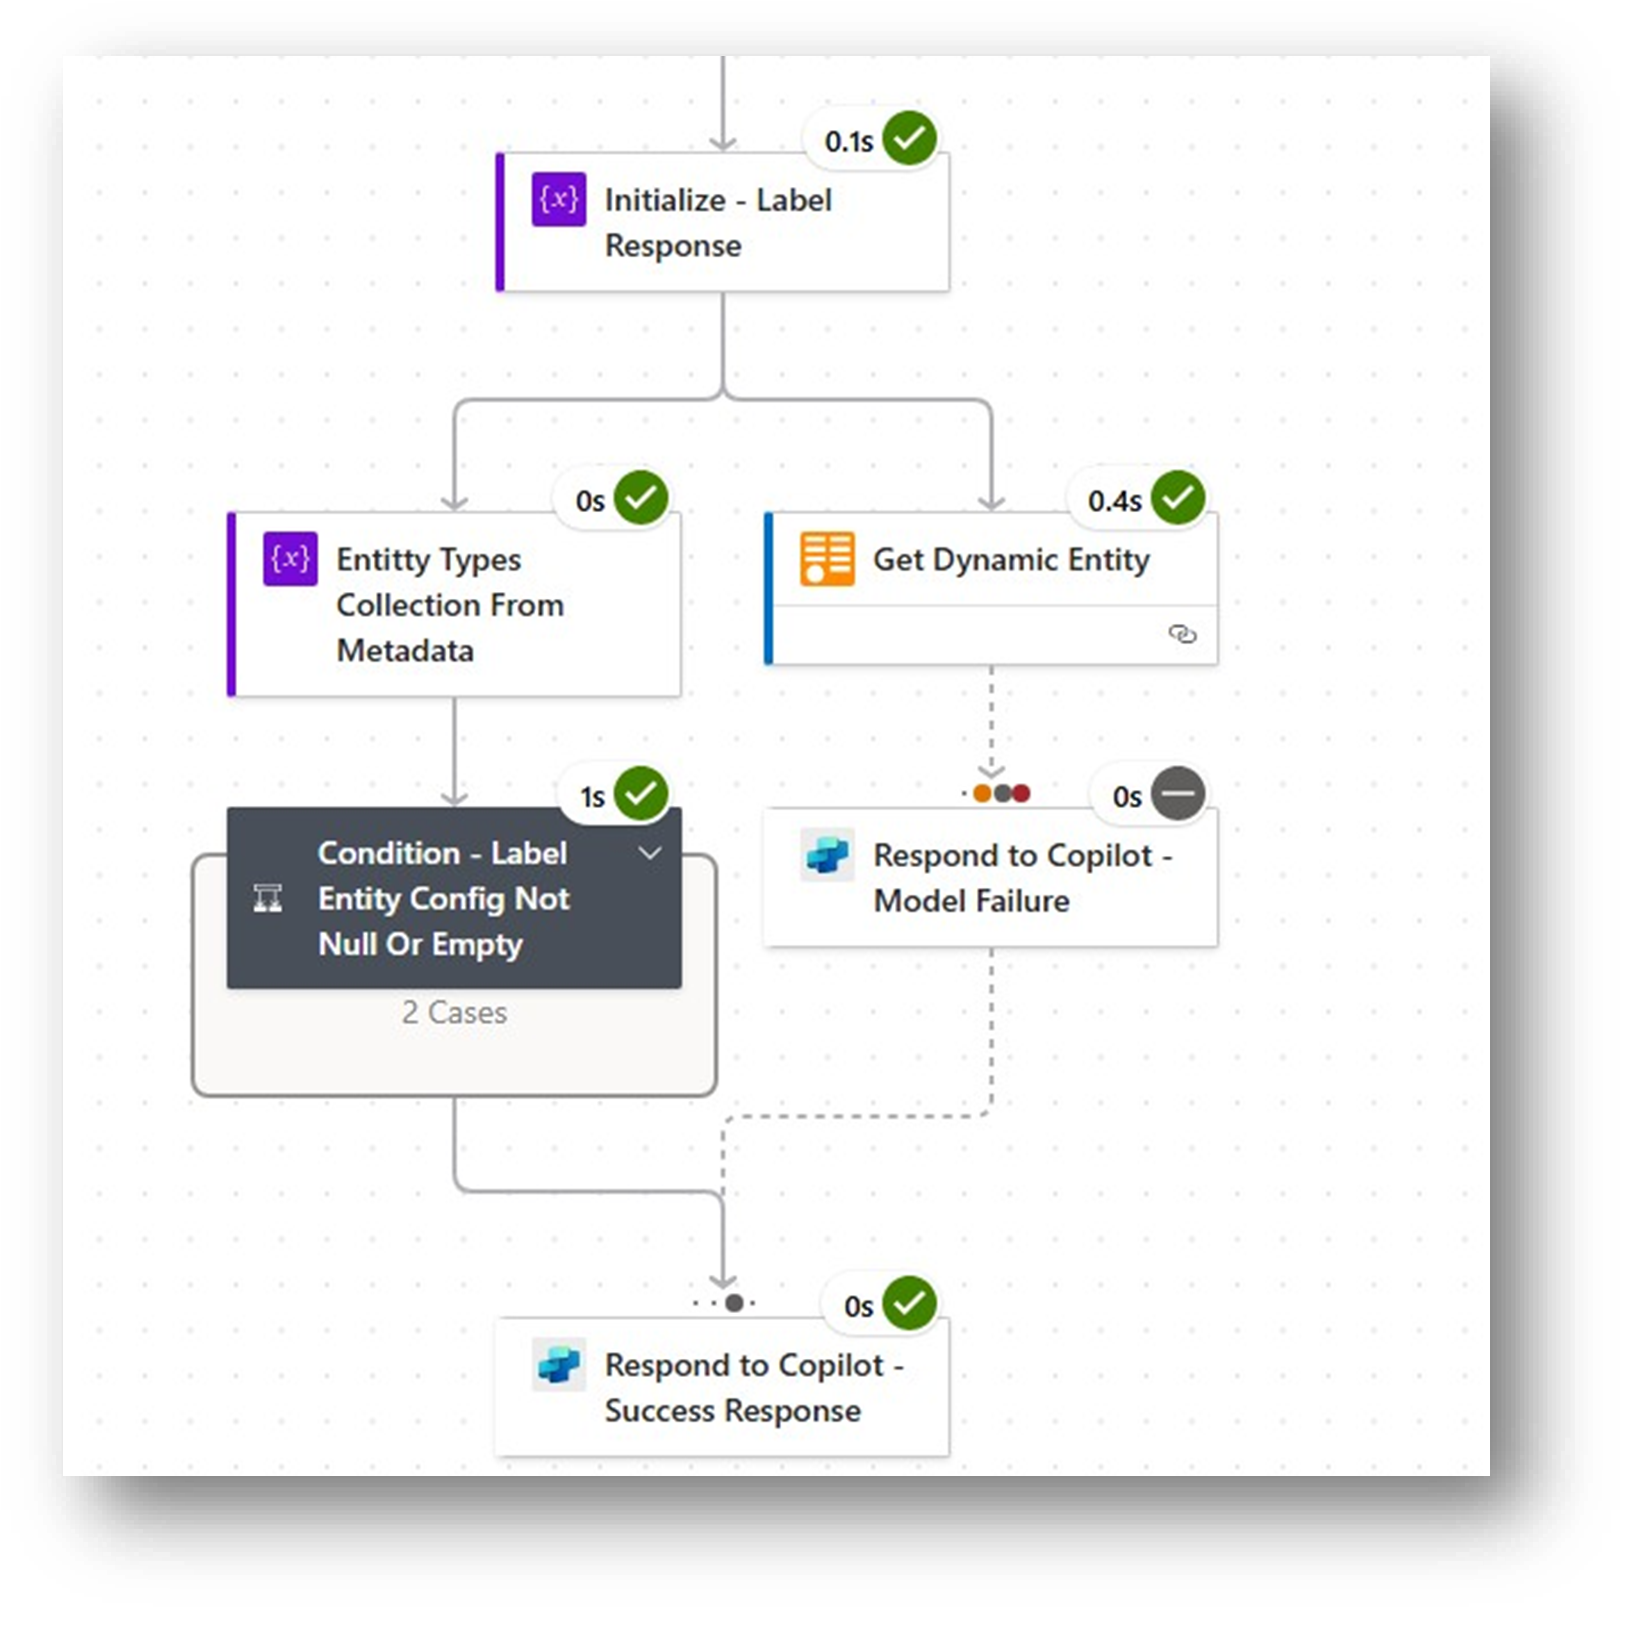 0.1s
{x}
Initialize - Label
Response
0s
{x}
Entitty Types
Collection From
Metadata
0.4s
Get Dynamic Entity
1s
Condition - Label
Entity Config Not
Null Or Empty
2 Cases
0s
Respond to Copilot -
Model Failure
0s
Respond to Copilot -
Success Response